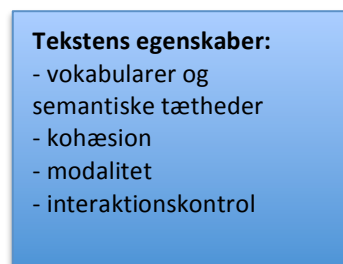 Tekstens egenskaber:
- vokabularer og
semantiske tætheder
- kohæsion
- modalitet
- interaktionskontrol